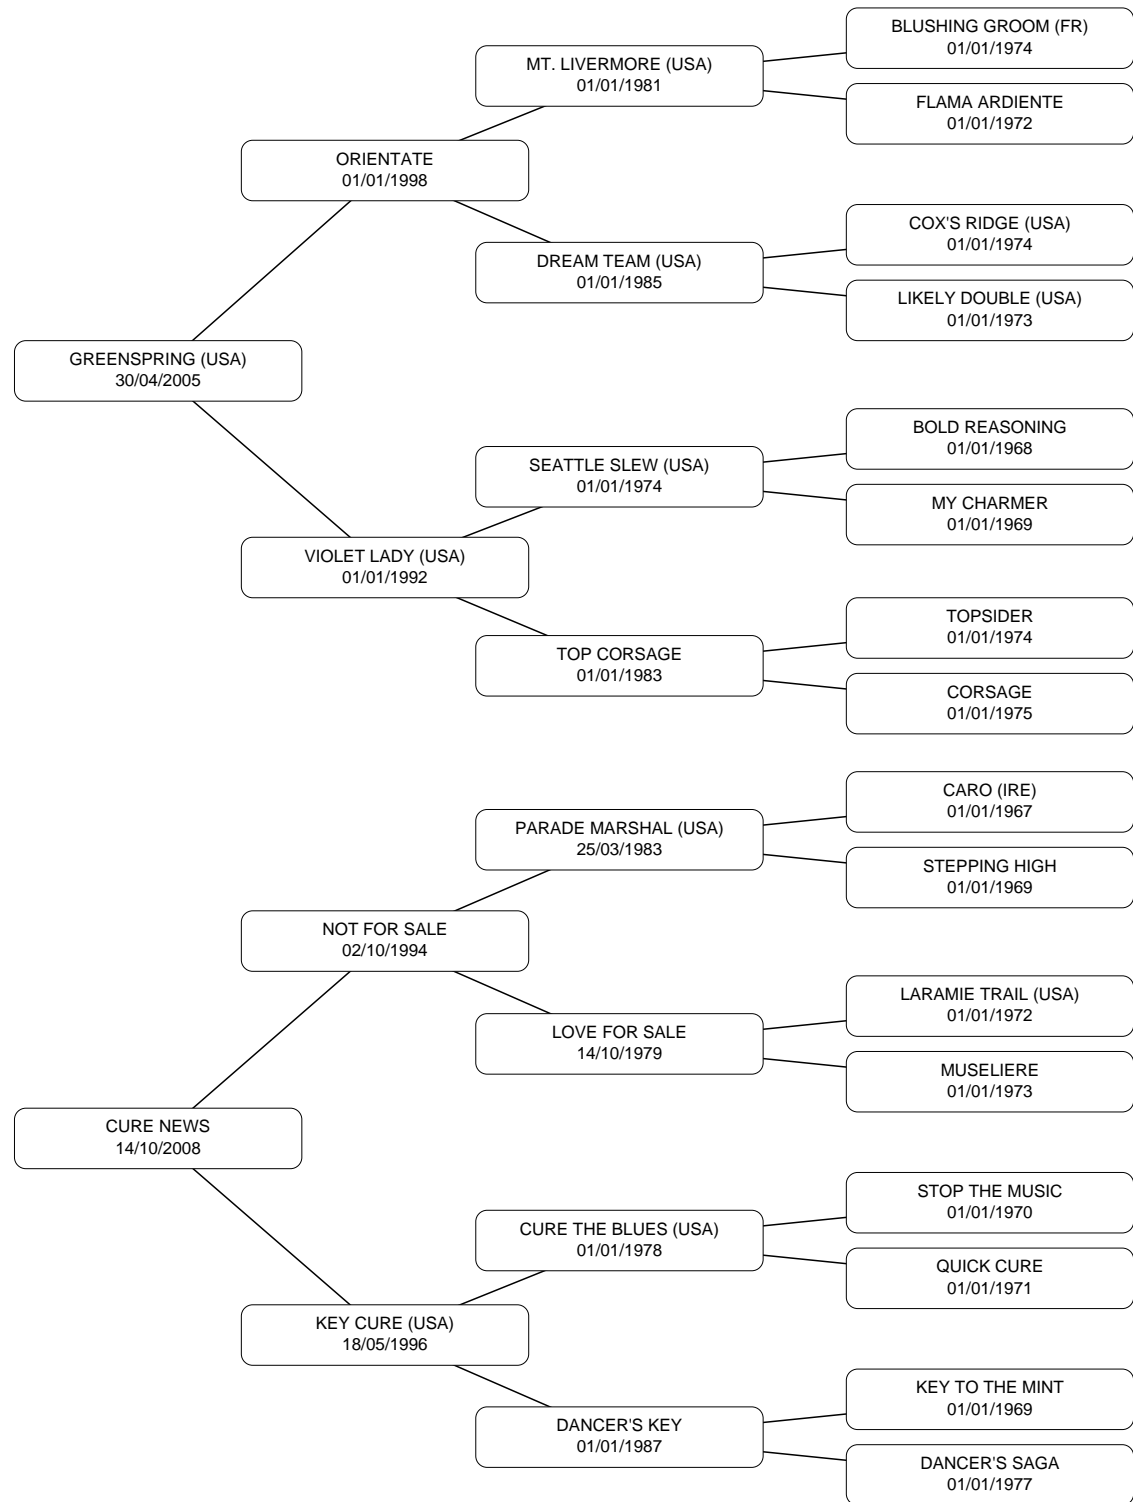 BLUSHING GROOM (FR)
01/01/1974
MT. LIVERMORE (USA)
01/01/1981
FLAMA ARDIENTE
01/01/1972
ORIENTATE
01/01/1998
COX'S RIDGE (USA)
01/01/1974
DREAM TEAM (USA)
01/01/1985
LIKELY DOUBLE (USA)
01/01/1973
GREENSPRING (USA)
30/04/2005
BOLD REASONING
01/01/1968
SEATTLE SLEW (USA)
01/01/1974
MY CHARMER
01/01/1969
VIOLET LADY (USA)
01/01/1992
TOPSIDER
01/01/1974
TOP CORSAGE
01/01/1983
CORSAGE
01/01/1975
CARO (IRE)
01/01/1967
PARADE MARSHAL (USA)
25/03/1983
STEPPING HIGH
01/01/1969
NOT FOR SALE
02/10/1994
LARAMIE TRAIL (USA)
01/01/1972
LOVE FOR SALE
14/10/1979
MUSELIERE
01/01/1973
CURE NEWS
14/10/2008
STOP THE MUSIC
01/01/1970
CURE THE BLUES (USA)
01/01/1978
QUICK CURE
01/01/1971
KEY CURE (USA)
18/05/1996
KEY TO THE MINT
01/01/1969
DANCER'S KEY
01/01/1987
DANCER'S SAGA
01/01/1977